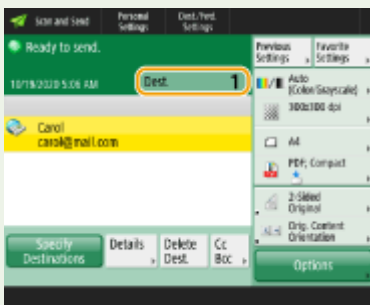 Scan and Send
Personal Settings
Dest./Fwd. Settings
Ready to send.
Previous Settings
Favorite Settings
10/19/2020 5:06 AM
Dest.
1
Auto
(Color/Grayscale)
300x300 dpi
Carol
carol@mail.com
A4
PDF; Compact
2-Sided
Original
Orig. Content
Orientation
Specify
Destinations
Details
Delete
Dest.
Cc
Bcc
Options